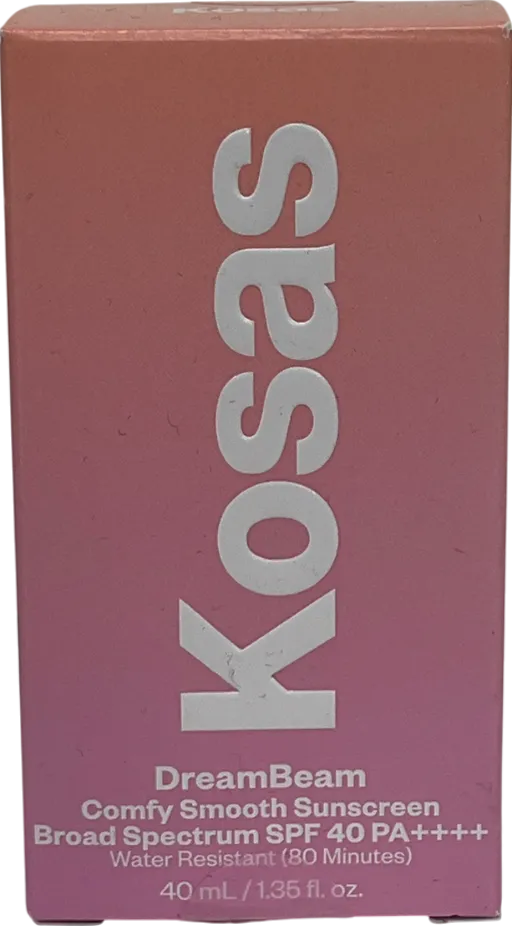 Kosas
Kosas
DreamBeam
Comfy Smooth Sunscreen
Broad Spectrum SPF 40 PA++++
Water Resistant (80 Minutes)
40 mL / 1.35 fl. oz.